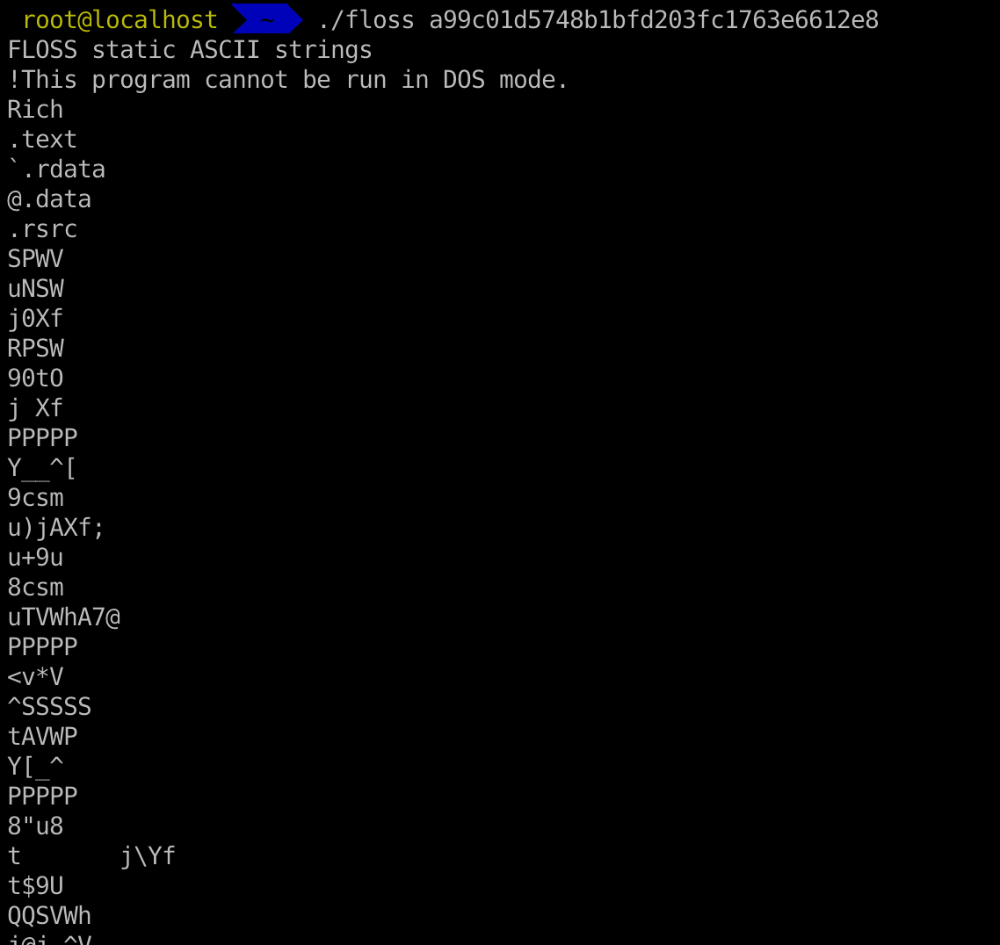 root@localhost ~ ./floss a99c01d5748b1bfd203fc1763e6612e8
FLOSS static ASCII strings
!This program cannot be run in DOS mode.
Rich
.text
`.rdata
@.data
.rsrc
SPWV
uNSW
j0Xf
RPSW
90tO
j Xf
PPPPP
Y__^[
9csm
u)jAXf;
u+9u
8csm
uTVWhA7@
PPPPP
<v*V
^SSSSS
tAVWP
Y[_^
PPPPP
8"u8
t       j\Yf
t$9U
QQSVWh
j@j ^V